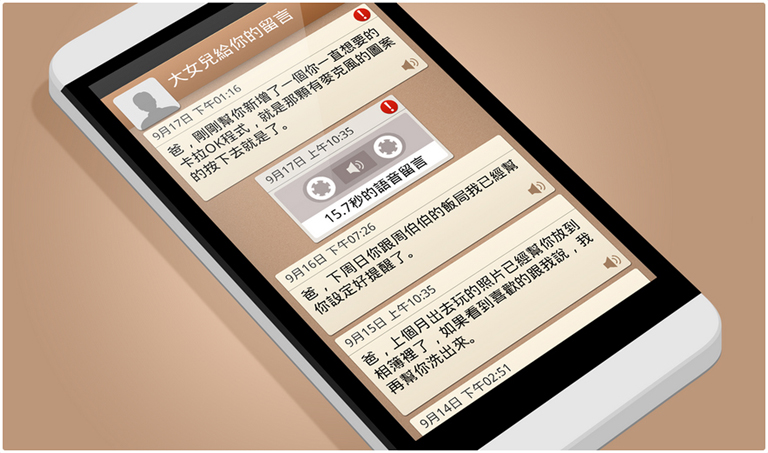 大女兒給你的留言
9月17日 下午01:16
爸，剛剛幫你新增了一個你一直想要的
卡拉OK程式，就是那顆有麥克風的圖案
的按下去就是了。
9月17日 上午10:35
15.7秒的語音留言
9月16日 下午07:26
爸，下周日你跟周伯伯的飯局我已經幫
你設定好提醒了。
9月15日 上午10:35
爸，上個月出去玩的照片已經幫你放到
相簿裡了，如果看到喜歡的跟我說，我
再幫你洗出來。
9月14日 下午02:51